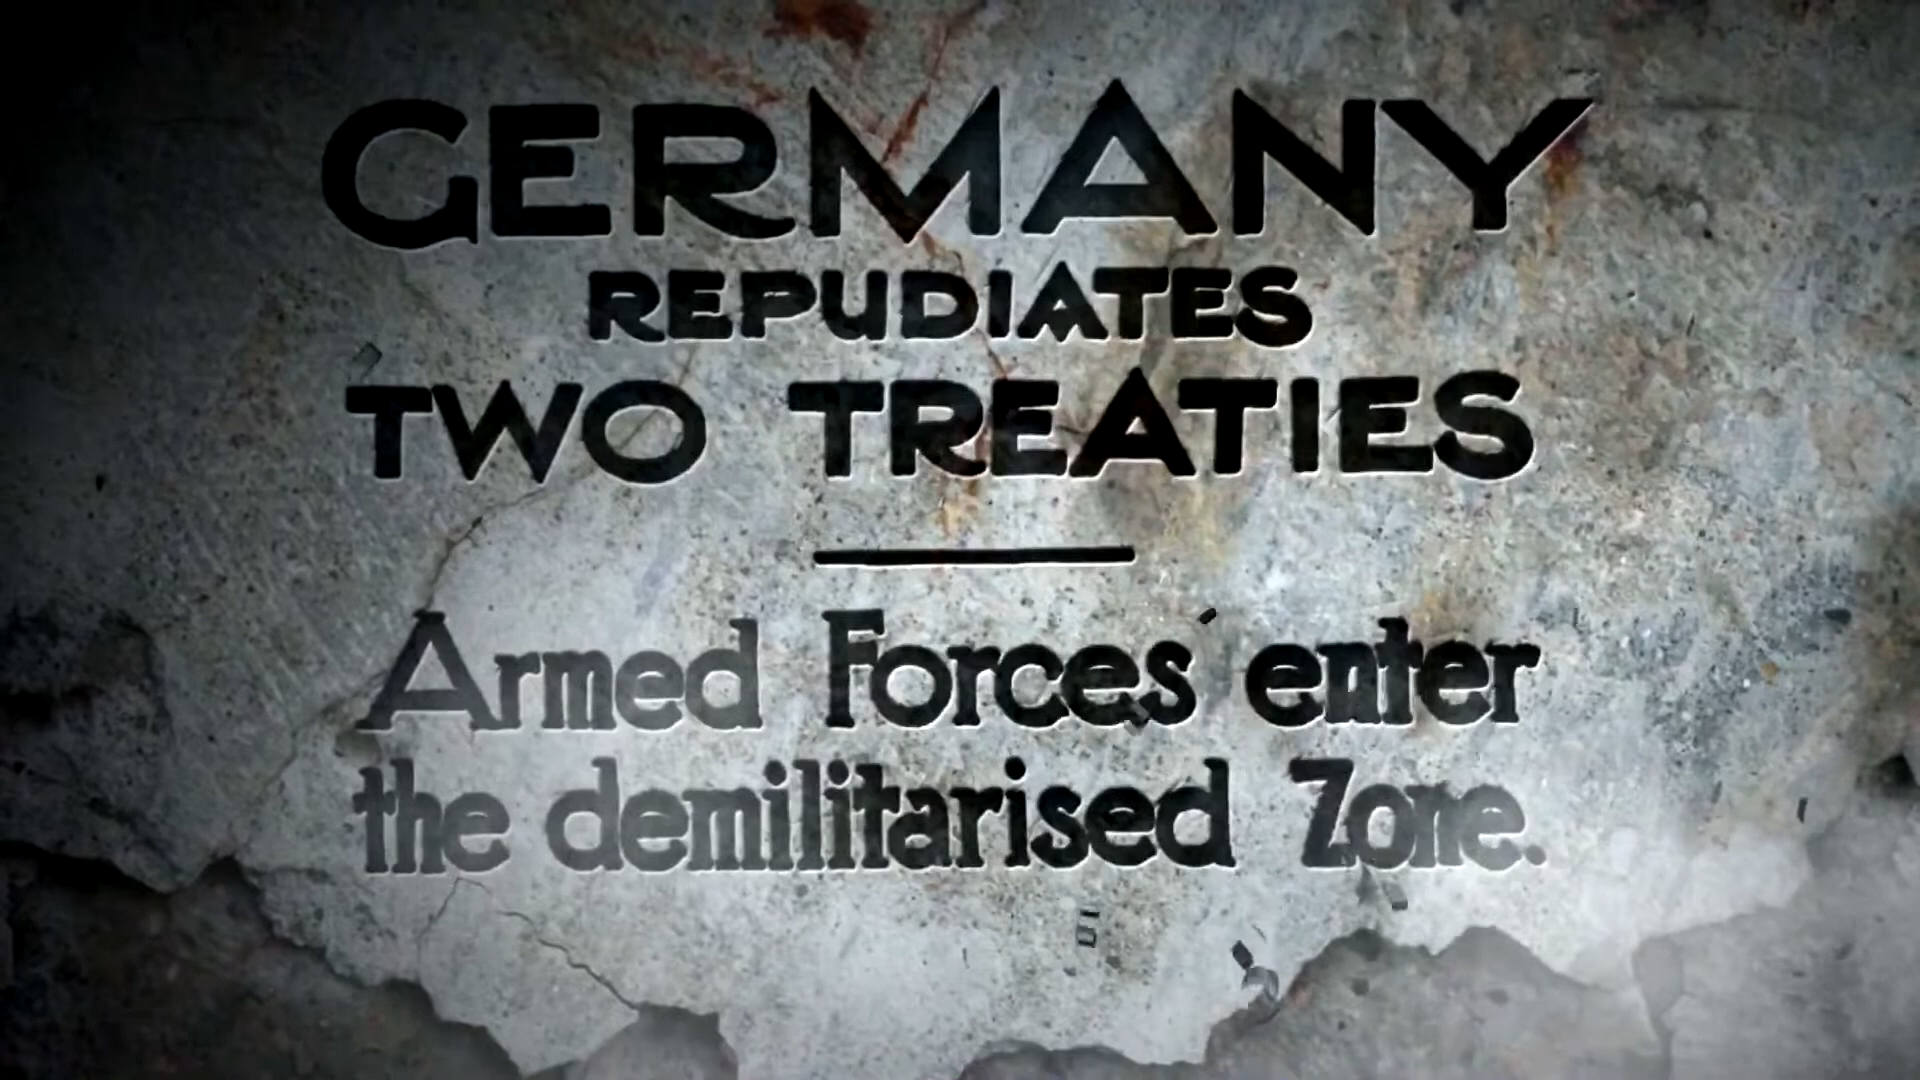 GERMANY
REPUDIATES
TWO TREATIES
Armed Forces enter
the demilitarised Zone.